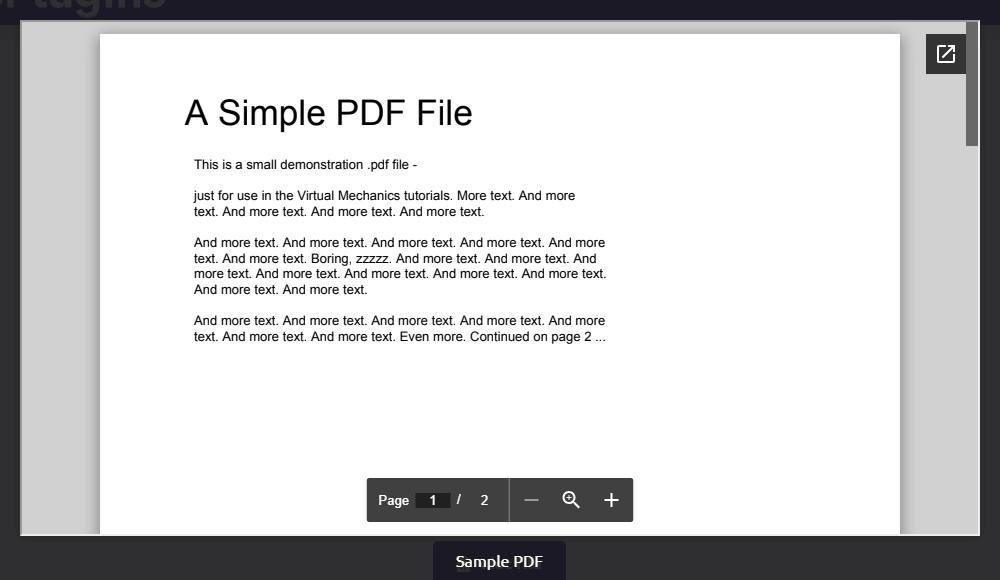 A Simple PDF File
This is a small demonstration .pdf file -
just for use in the Virtual Mechanics tutorials. More text. And more
text. And more text. And more text. And more text.
And more text. And more text. And more text. And more text. And more
text. And more text. Boring, zzzzz. And more text. And more text. And
more text. And more text. And more text. And more text. And more text.
And more text. And more text.
And more text. And more text. And more text. And more text. And more
text. And more text. And more text. Even more. Continued on page 2 ...
Page 1 / 2
Sample PDF